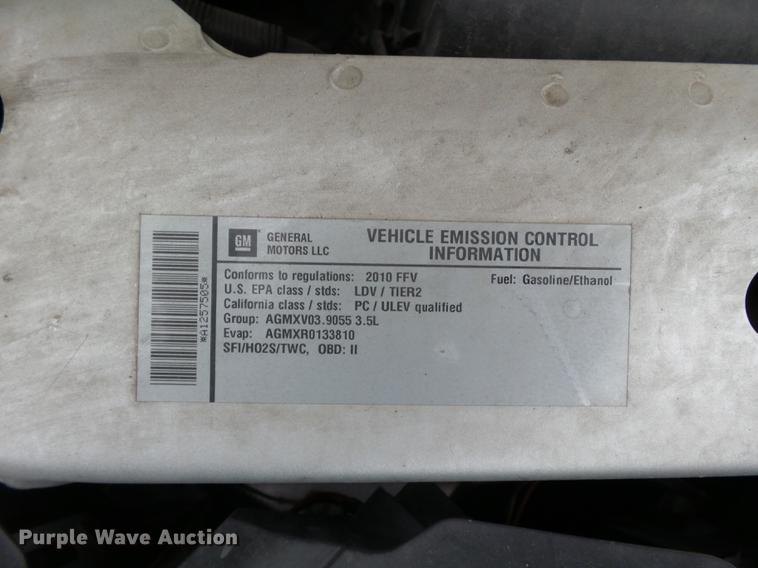 *A1257505*
GM
GENERAL
MOTORS LLC
VEHICLE EMISSION CONTROL
INFORMATION
Conforms to regulations: 2010 FFV
Fuel: Gasoline/Ethanol
U.S. EPA class / stds: LDV / TIER2
California class / stds: PC / ULEV qualified
Group: AGMXV03.9055 3.5L
Evap: AGMXR0133810
SFI/HO2S/TWC, OBD: II
Purple Wave Auction